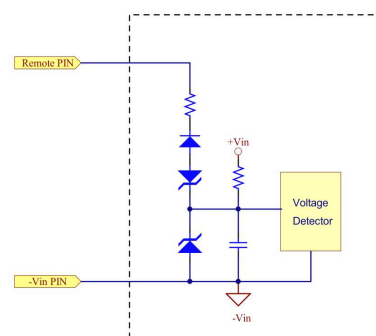 Remote PIN
+Vin
Voltage
Detector
-Vin PIN
-Vin